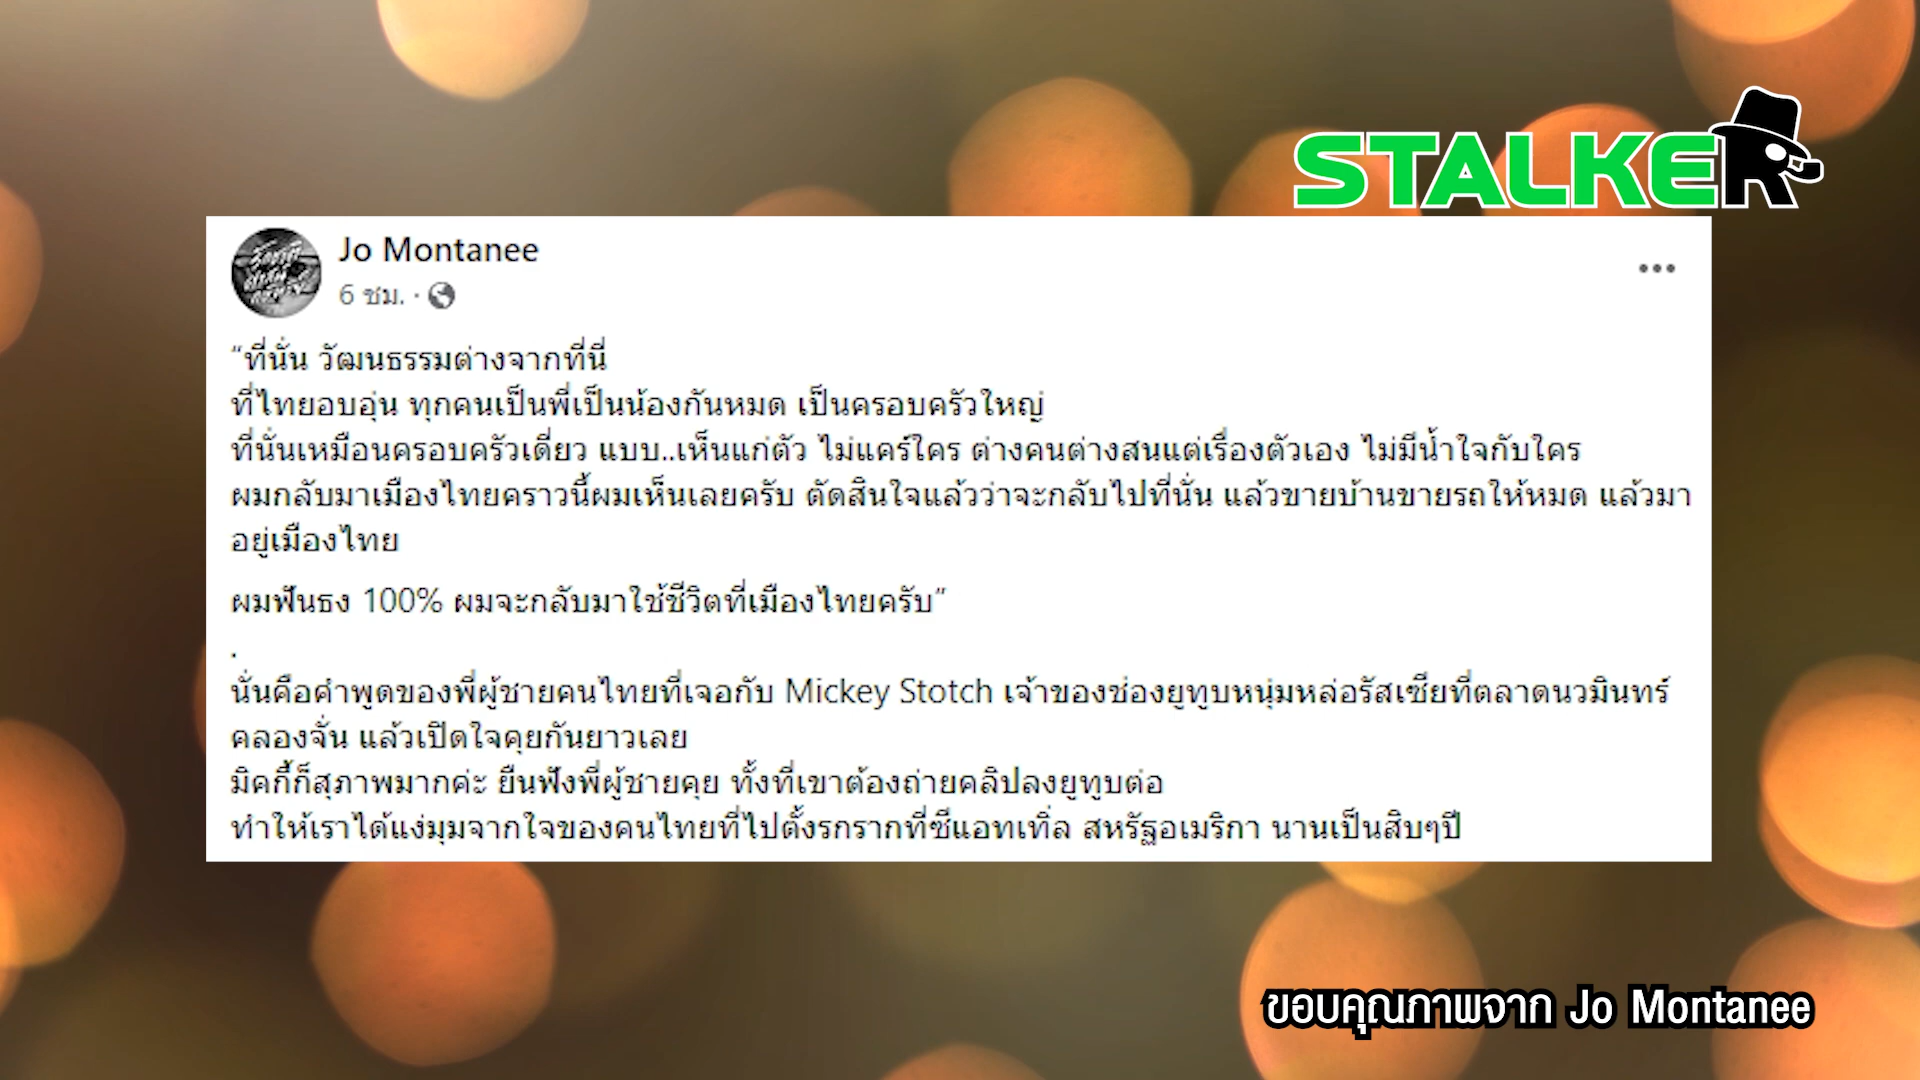 STALKER
Jo Montanee
6 ชม. ·
“ที่นั่น วัฒนธรรมต่างจากที่นี่
ที่ไทยอบอุ่น ทุกคนเป็นพี่เป็นน้องกันหมด เป็นครอบครัวใหญ่
ที่นั่นเหมือนครอบครัวเดี่ยว แบบ..เห็นแก่ตัว ไม่แคร์ใคร ต่างคนต่างสนแต่เรื่องตัวเอง ไม่มีน้ำใจกับใคร
ผมกลับมาเมืองไทยคราวนี้ผมเห็นเลยครับ ตัดสินใจแล้วว่าจะกลับไปที่นั่น แล้วขายบ้านขายรถให้หมด แล้วมา
อยู่เมืองไทย
ผมฟันธง 100% ผมจะกลับมาใช้ชีวิตที่เมืองไทยครับ”
.
นั่นคือคำพูดของพี่ผู้ชายคนไทยที่เจอกับ Mickey Stotch เจ้าของช่องยูทูบหนุ่มหล่อรัสเซียที่ตลาดนวมินทร์
คลองจั่น แล้วเปิดใจคุยกันยาวเลย
มิคกี้ก็สุภาพมากค่ะ ยืนฟังพี่ผู้ชายคุย ทั้งที่เขาต้องถ่ายคลิปลงยูทูบต่อ
ทำให้เราได้แง่มุมจากใจของคนไทยที่ไปตั้งรกรากที่ซีแอทเทิ่ล สหรัฐอเมริกา นานเป็นสิบๆปี
ขอบคุณภาพจาก Jo Montanee